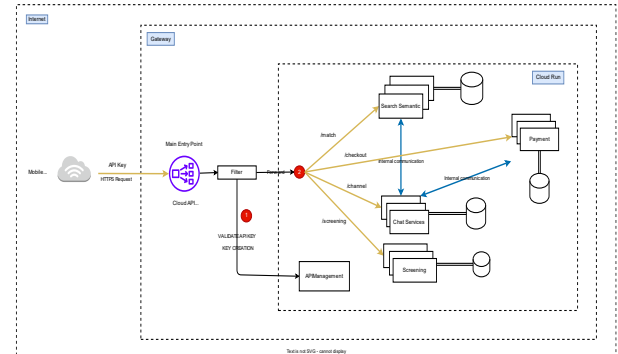 Internet
Gateway
Cloud Run
Search Semantic
/match
Payment
Main Entry Point
/checkout
API Key
Internal communication
Mobile...
HTTPS Request
Filter
Forward
2
Internal communication
/channel
Cloud API...
1
/screening
Chat Services
VALIDATE API KEY
KEY CREATION
APIManagement
Screening
Text is not SVG - cannot display